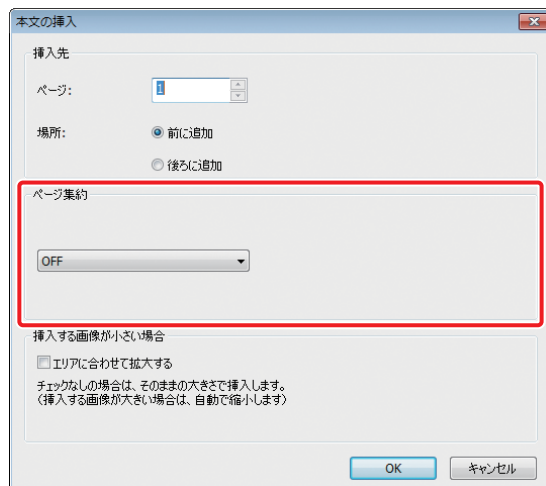 本文の挿入
挿入先
ページ:
1
場所:
前に追加
後ろに追加
ページ集約
OFF
挿入する画像が小さい場合
エリアに合わせて拡大する
チェックなしの場合は、そのままの大きさで挿入します。
(挿入する画像が大きい場合は、自動で縮小します)
OK
キャンセル